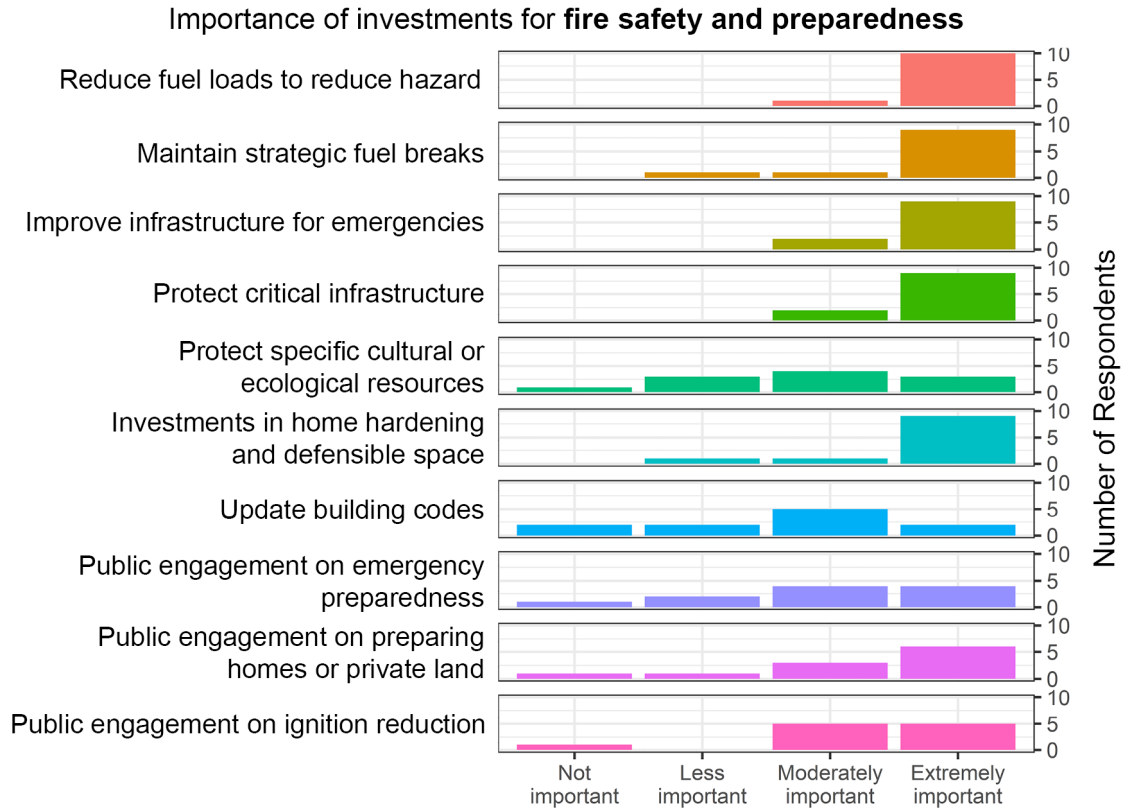 Importance of investments for fire safety and preparedness
Reduce fuel loads to reduce hazard
10
5
0
Maintain strategic fuel breaks
10
5
0
Improve infrastructure for emergencies
10
5
0
Protect critical infrastructure
10
5
0
Protect specific cultural or
ecological resources
10
5
0
Investments in home hardening
and defensible space
10
5
0
Update building codes
10
5
0
Public engagement on emergency
preparedness
10
5
0
Public engagement on preparing
homes or private land
10
5
0
Public engagement on ignition reduction
10
5
0
Number of Respondents
Not
important
Less
important
Moderately
important
Extremely
important